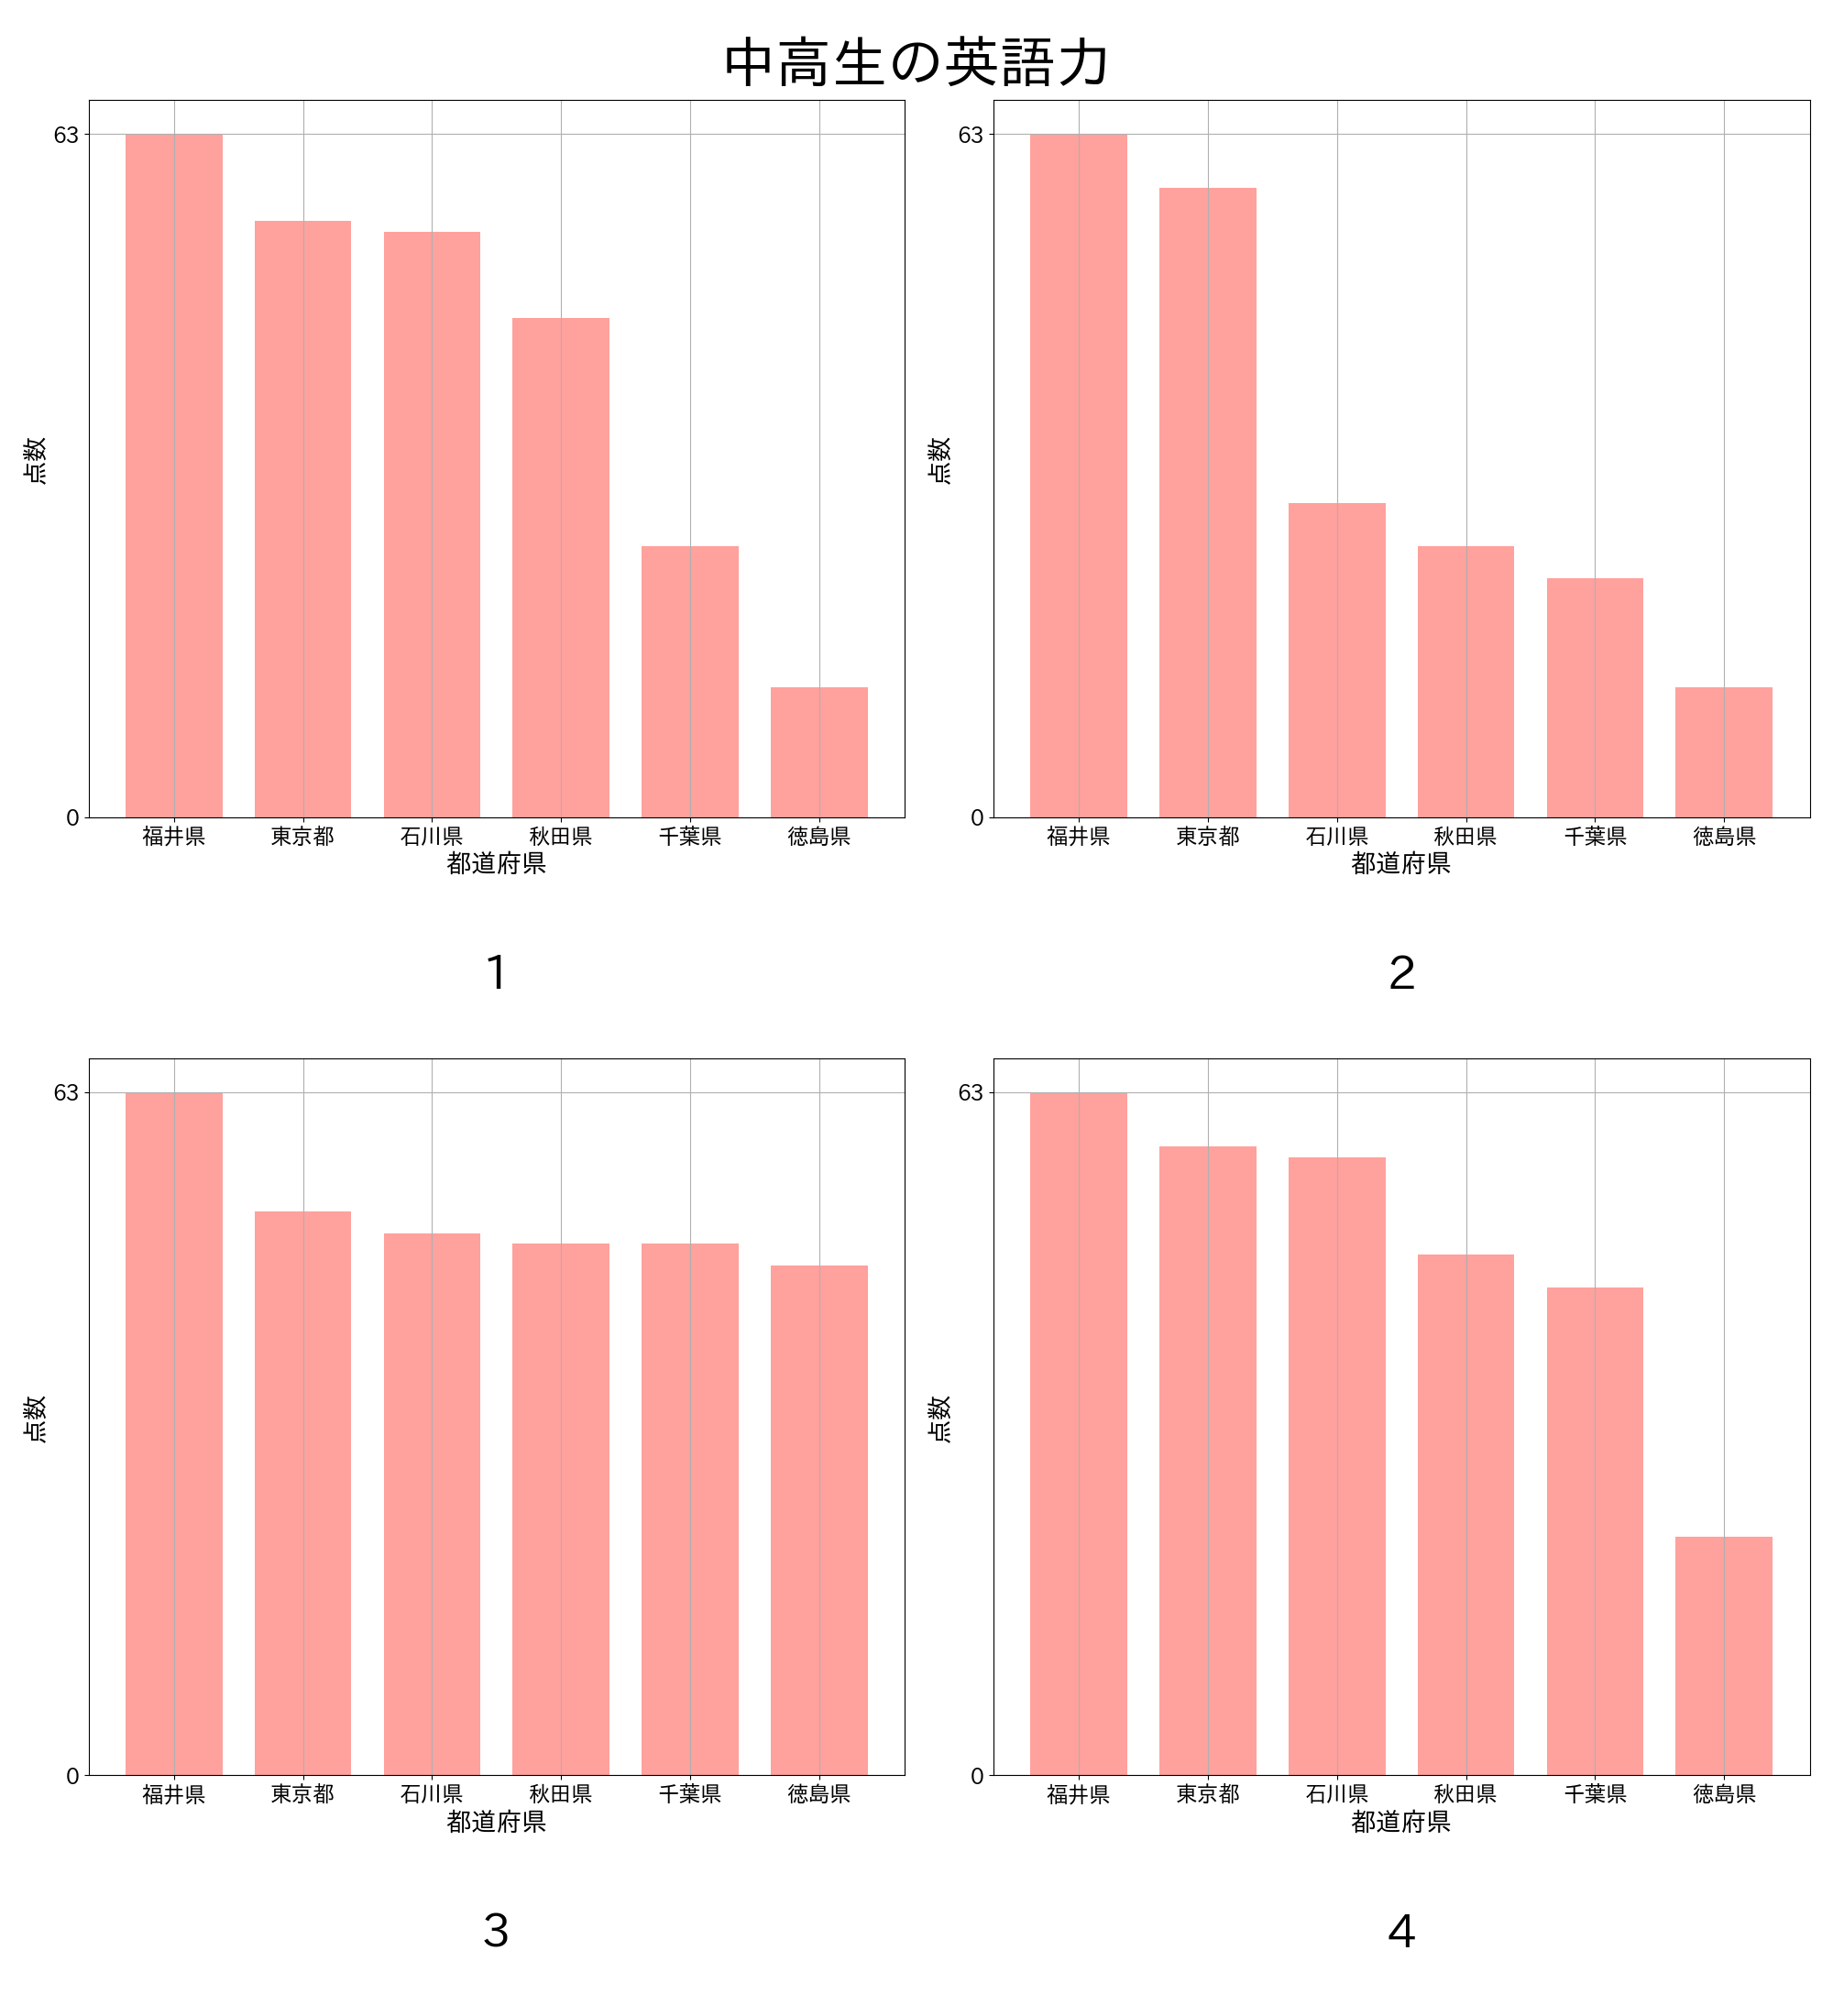 中高生の英語力
63
0
点数
福井県 東京都 石川県 秋田県 千葉県 徳島県
都道府県
1
63
0
点数
福井県 東京都 石川県 秋田県 千葉県 徳島県
都道府県
2
63
0
点数
福井県 東京都 石川県 秋田県 千葉県 徳島県
都道府県
3
63
0
点数
福井県 東京都 石川県 秋田県 千葉県 徳島県
都道府県
4